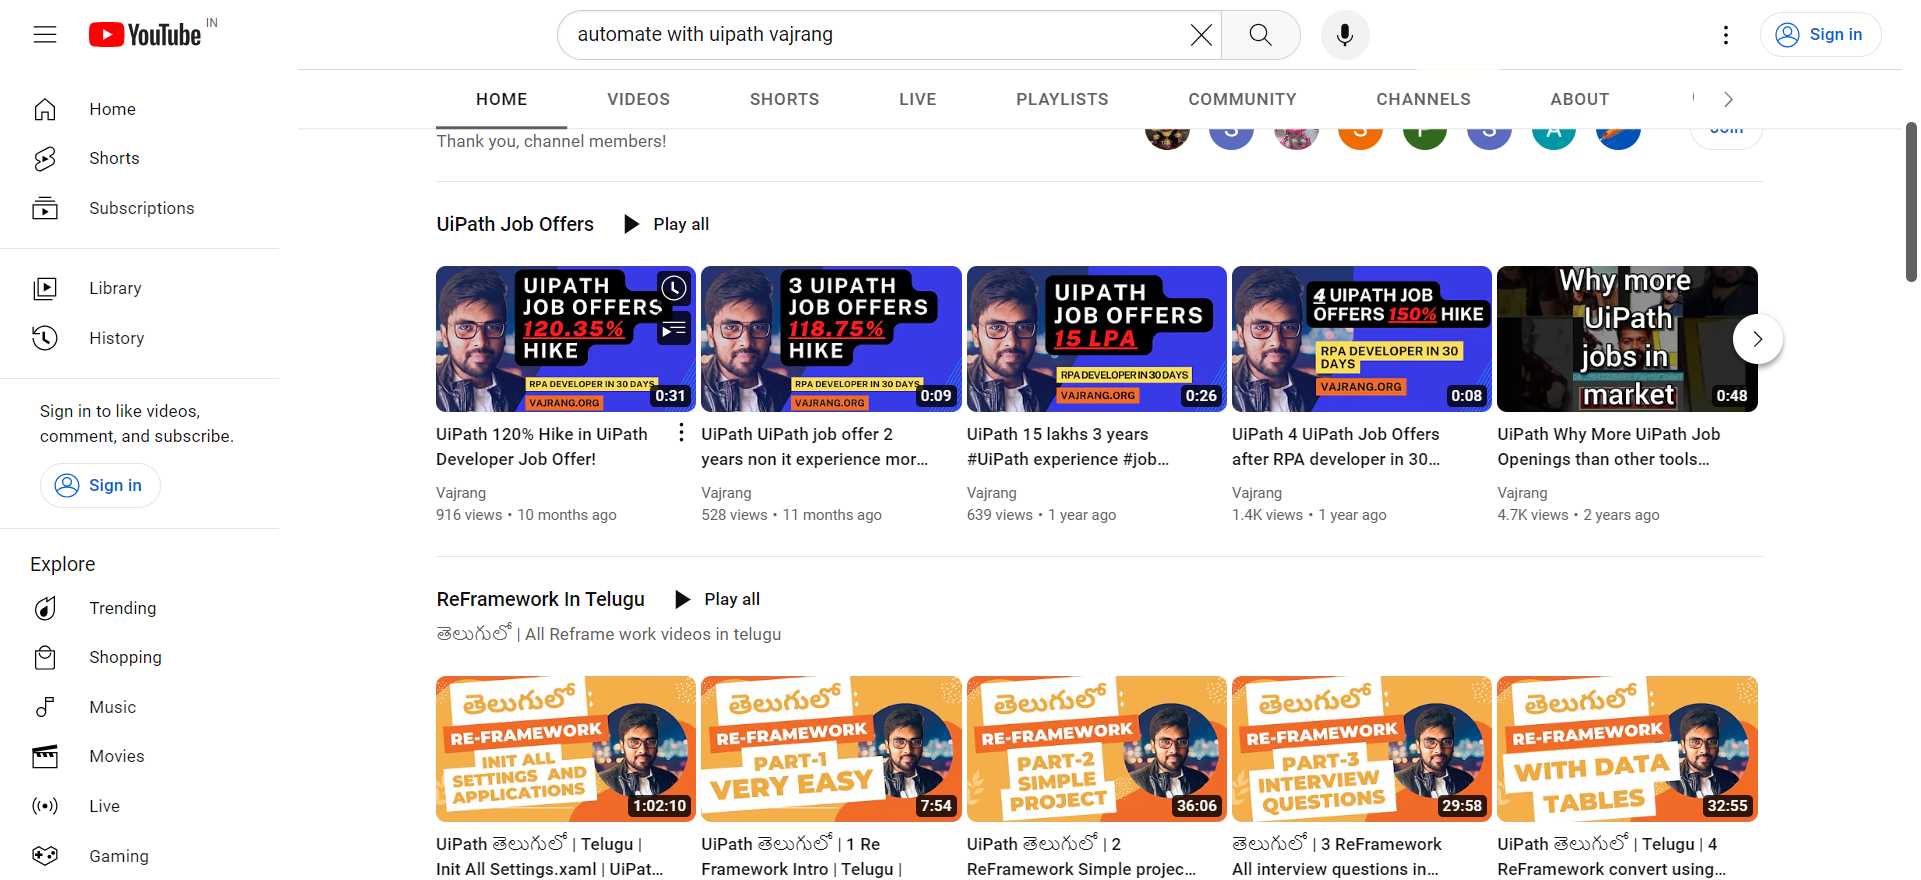 YouTube IN
automate with uipath vajrang
Sign in
HOME VIDEOS SHORTS LIVE PLAYLISTS COMMUNITY CHANNELS ABOUT
Home
Shorts
Subscriptions
Library
History
Sign in to like videos,
comment, and subscribe.
Sign in
Explore
Trending
Shopping
Music
Movies
Live
Gaming
Thank you, channel members!
Join
UiPath Job Offers Play all
UIPATH
JOB OFFERS
120.35%
HIKE
RPA DEVELOPER IN 30 DAYS
VAJRANG.ORG
0:31
3 UIPATH
JOB OFFERS
118.75%
HIKE
RPA DEVELOPER IN 30 DAYS
VAJRANG.ORG
0:09
UIPATH
JOB OFFERS
15 LPA
RPA DEVELOPER IN 30 DAYS
VAJRANG.ORG
0:26
4 UIPATH JOB
OFFERS 150% HIKE
RPA DEVELOPER IN 30
DAYS
VAJRANG.ORG
0:08
Why more
UiPath
jobs in
market
0:48
UiPath 120% Hike in UiPath
Developer Job Offer!
Vajrang
916 views • 10 months ago
UiPath UiPath job offer 2
years non it experience mor...
Vajrang
528 views • 11 months ago
UiPath 15 lakhs 3 years
#UiPath experience #job...
Vajrang
639 views • 1 year ago
UiPath 4 UiPath Job Offers
after RPA developer in 30...
Vajrang
1.4K views • 1 year ago
UiPath Why More UiPath Job
Openings than other tools...
Vajrang
4.7K views • 2 years ago
ReFramework In Telugu Play all
తెలుగులో | All Reframe work videos in telugu
తెలుగులో :
RE-FRAMEWORK
INIT ALL
SETTINGS AND
APPLICATIONS
1:02:10
తెలుగులో :
RE-FRAMEWORK
PART-1
VERY EASY
7:54
తెలుగులో :
RE-FRAMEWORK
PART-2
SIMPLE
PROJECT
36:06
తెలుగులో :
RE-FRAMEWORK
PART-3
INTERVIEW
QUESTIONS
29:58
తెలుగులో :
RE-FRAMEWORK
WITH DATA
TABLES
32:55
UiPath తెలుగులో | Telugu |
Init All Settings.xaml | UiPat...
UiPath తెలుగులో | 1 Re
Framework Intro | Telugu |
UiPath తెలుగులో | 2
ReFramework Simple projec...
తెలుగులో | 3 ReFramework
All interview questions in...
UiPath తెలుగులో | Telugu | 4
ReFramework convert using...